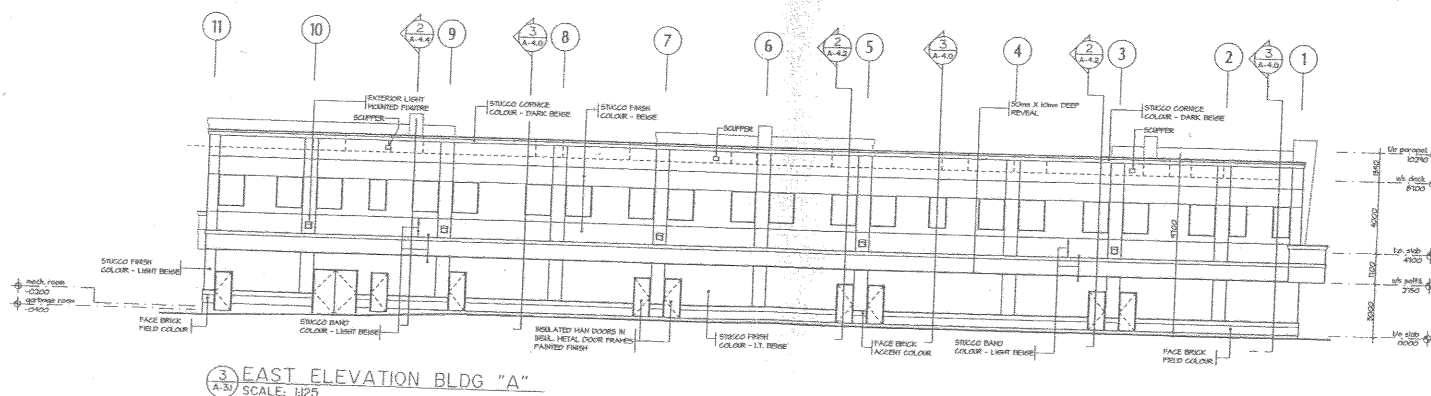 11
10
2
A-4.4
9
3
A-4.0
8
7
6
2
A-4.2
5
3
A-4.0
4
2
A-4.2
3
2
3
A-4.0
1
EXTERIOR LIGHT
MOUNTED FIXTURE
SCUPPER
STUCCO CORNICE
COLOUR - DARK BEIGE
STUCCO FINISH
COLOUR - BEIGE
SCUPPER
50mm X 10mm DEEP
REVEAL
STUCCO CORNICE
COLOUR - DARK BEIGE
SCUPPER
u/s deck
4000
t.o. slab
4100
3000
t/o slab
0000
STUCCO FINISH
COLOUR - LIGHT BEIGE
mech. room
-0200
garbage room
FACE BRICK
FIELD COLOUR
STUCCO BAND
COLOUR - LIGHT BEIGE
INSULATED MAN DOORS IN
INSUL. METAL DOOR FRAMES
PAINTED FINISH
STUCCO FINISH
COLOUR - LT. BEIGE
FACE BRICK
ACCENT COLOUR
STUCCO BAND
COLOUR - LIGHT BEIGE
FACE BRICK
FIELD COLOUR
3
A-3.1
EAST ELEVATION BLDG "A"
SCALE: 1:125